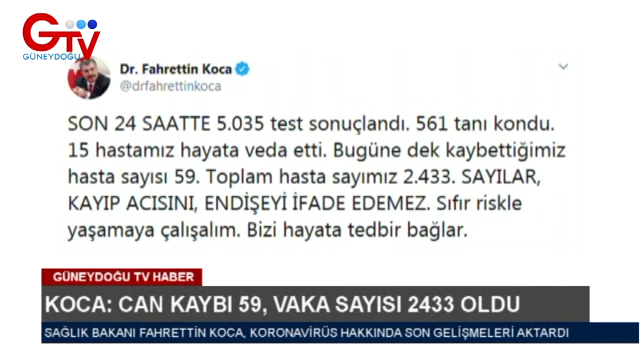 GTV
GÜNEYDOĞU
Dr. Fahrettin Koca
@drfahrettinkoca
SON 24 SAATTE 5.035 test sonuçlandı. 561 tanı kondu.
15 hastamız hayata veda etti. Bugüne dek kaybettiğimiz
hasta sayısı 59. Toplam hasta sayımız 2.433. SAYILAR,
KAYIP ACISINI, ENDİŞEYİ İFADE EDEMEZ. Sıfır riskle
yaşamaya çalışalım. Bizi hayata tedbir bağlar.
GÜNEYDOĞU TV HABER
KOCA: CAN KAYBI 59, VAKA SAYISI 2433 OLDU
SAĞLIK BAKANI FAHRETTİN KOCA, KORONAVİRÜS HAKKINDA SON GELİŞMELERİ AKTARDI